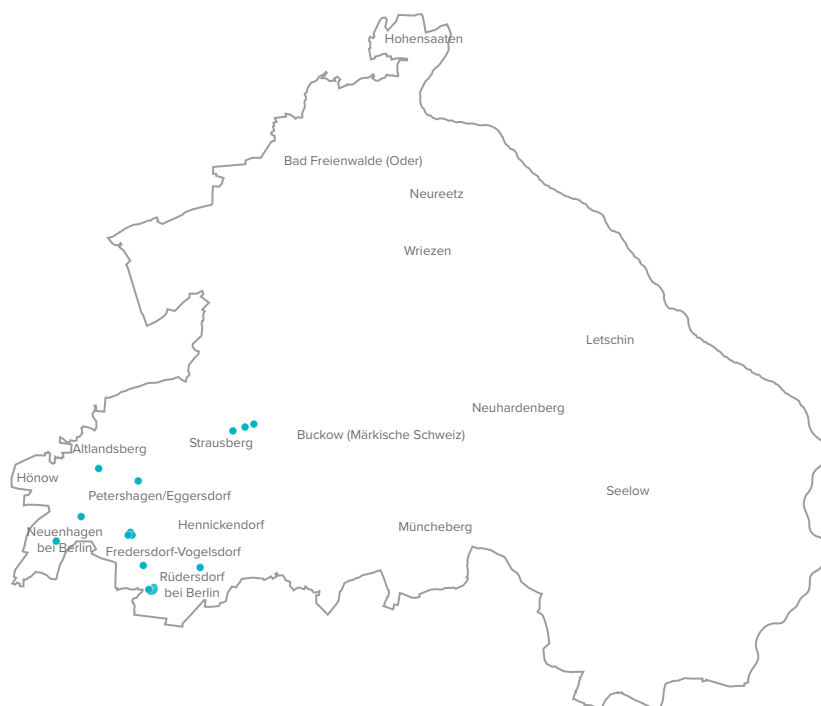 Hohensaaten
Bad Freienwalde (Oder)
Neureetz
Wriezen
Letschin
Neuhardenberg
Buckow (Märkische Schweiz)
Strausberg
Altlandsberg
Hönow
Seelow
Petershagen/Eggersdorf
Hennickendorf
Müncheberg
Neuenhagen
bei Berlin
Fredersdorf-Vogelsdorf
Rüdersdorf
bei Berlin